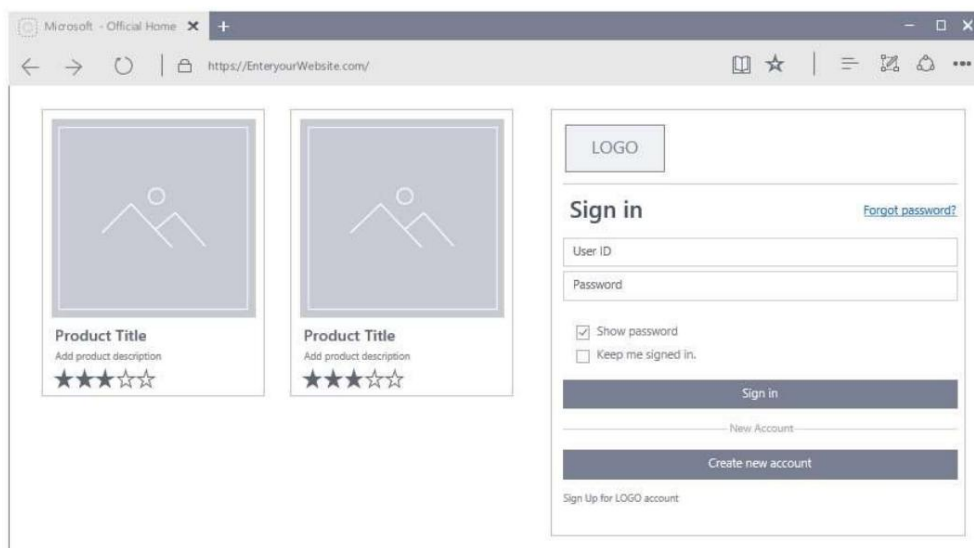 Microsoft - Official Home
https://EnteryourWebsite.com/
Product Title
Add product description
Product Title
Add product description
LOGO
Sign in
Forgot password?
User ID
Password
Show password
Keep me signed in.
Sign in
New Account
Create new account
Sign Up for LOGO account